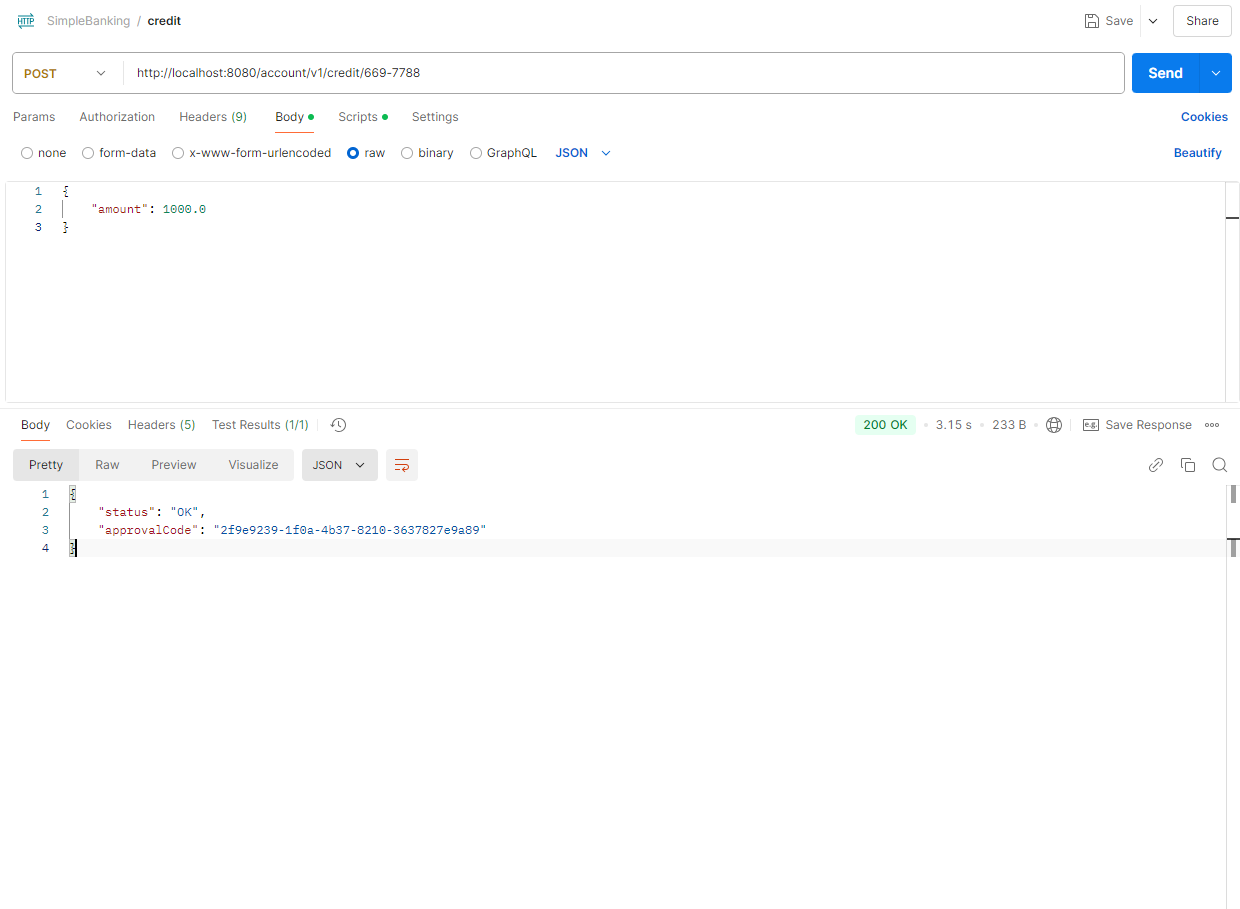 HTTP SimpleBanking / credit Save Share
POST http://localhost:8080/account/v1/credit/669-7788 Send
Params Authorization Headers (9) Body Scripts Settings Cookies
none form-data x-www-form-urlencoded raw binary GraphQL JSON Beautify
1 {
2 "amount": 1000.0
3 }
Body Cookies Headers (5) Test Results (1/1) 200 OK 3.15 s 233 B e.g. Save Response
Pretty Raw Preview Visualize JSON
1 {
2 "status": "OK",
3 "approvalCode": "2f9e9239-1f0a-4b37-8210-3637827e9a89"
4 }